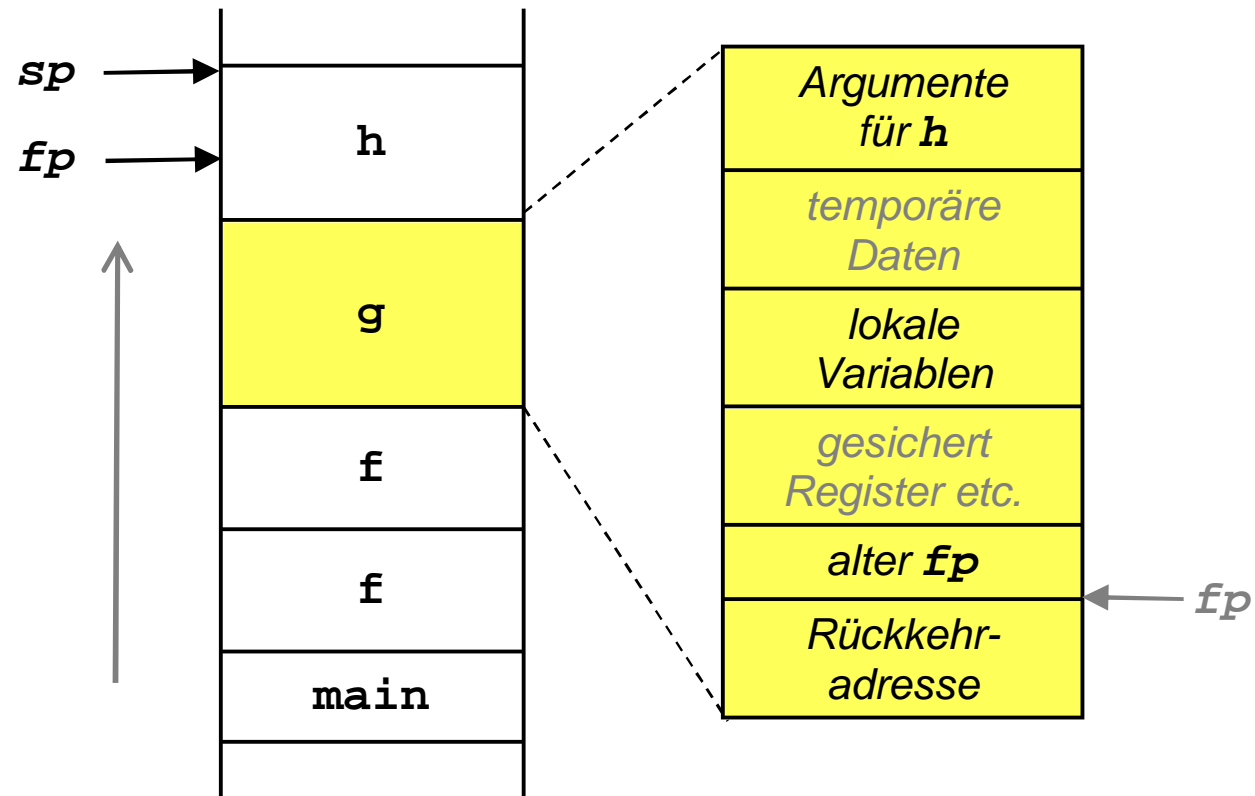 sp
fp
h
g
f
f
main
Argumente
für h
temporäre
Daten
lokale
Variablen
gesichert
Register etc.
alter fp
Rückkehr-
adresse
fp